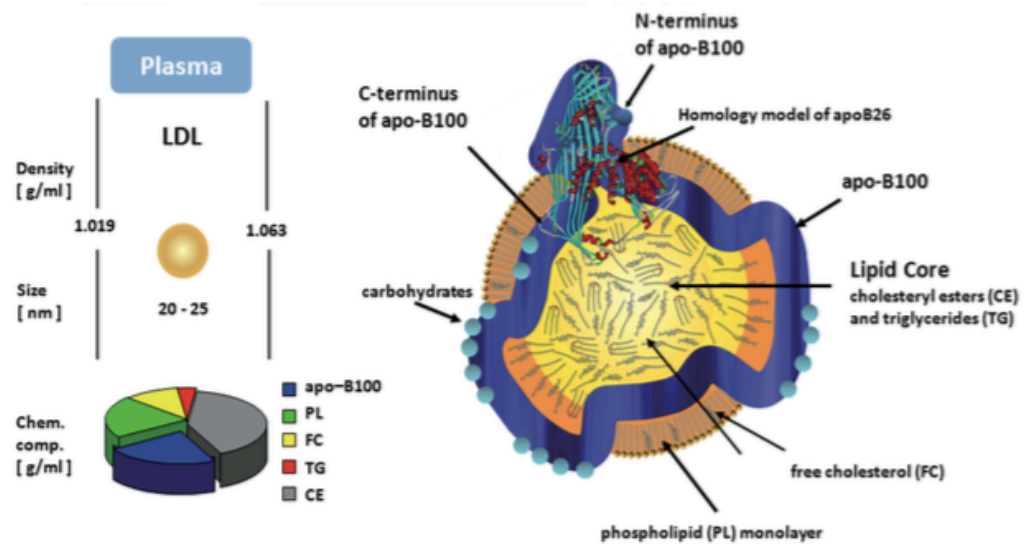 Plasma
LDL
Density
[ g/ml ]
1.019
1.063
Size
[ nm ]
20 - 25
Chem.
comp.
[ g/ml ]
apo-B100
PL
FC
TG
CE
N-terminus
of apo-B100
C-terminus
of apo-B100
Homology model of apoB26
apo-B100
carbohydrates
Lipid Core
cholesteryl esters (CE)
and triglycerides (TG)
free cholesterol (FC)
phospholipid (PL) monolayer